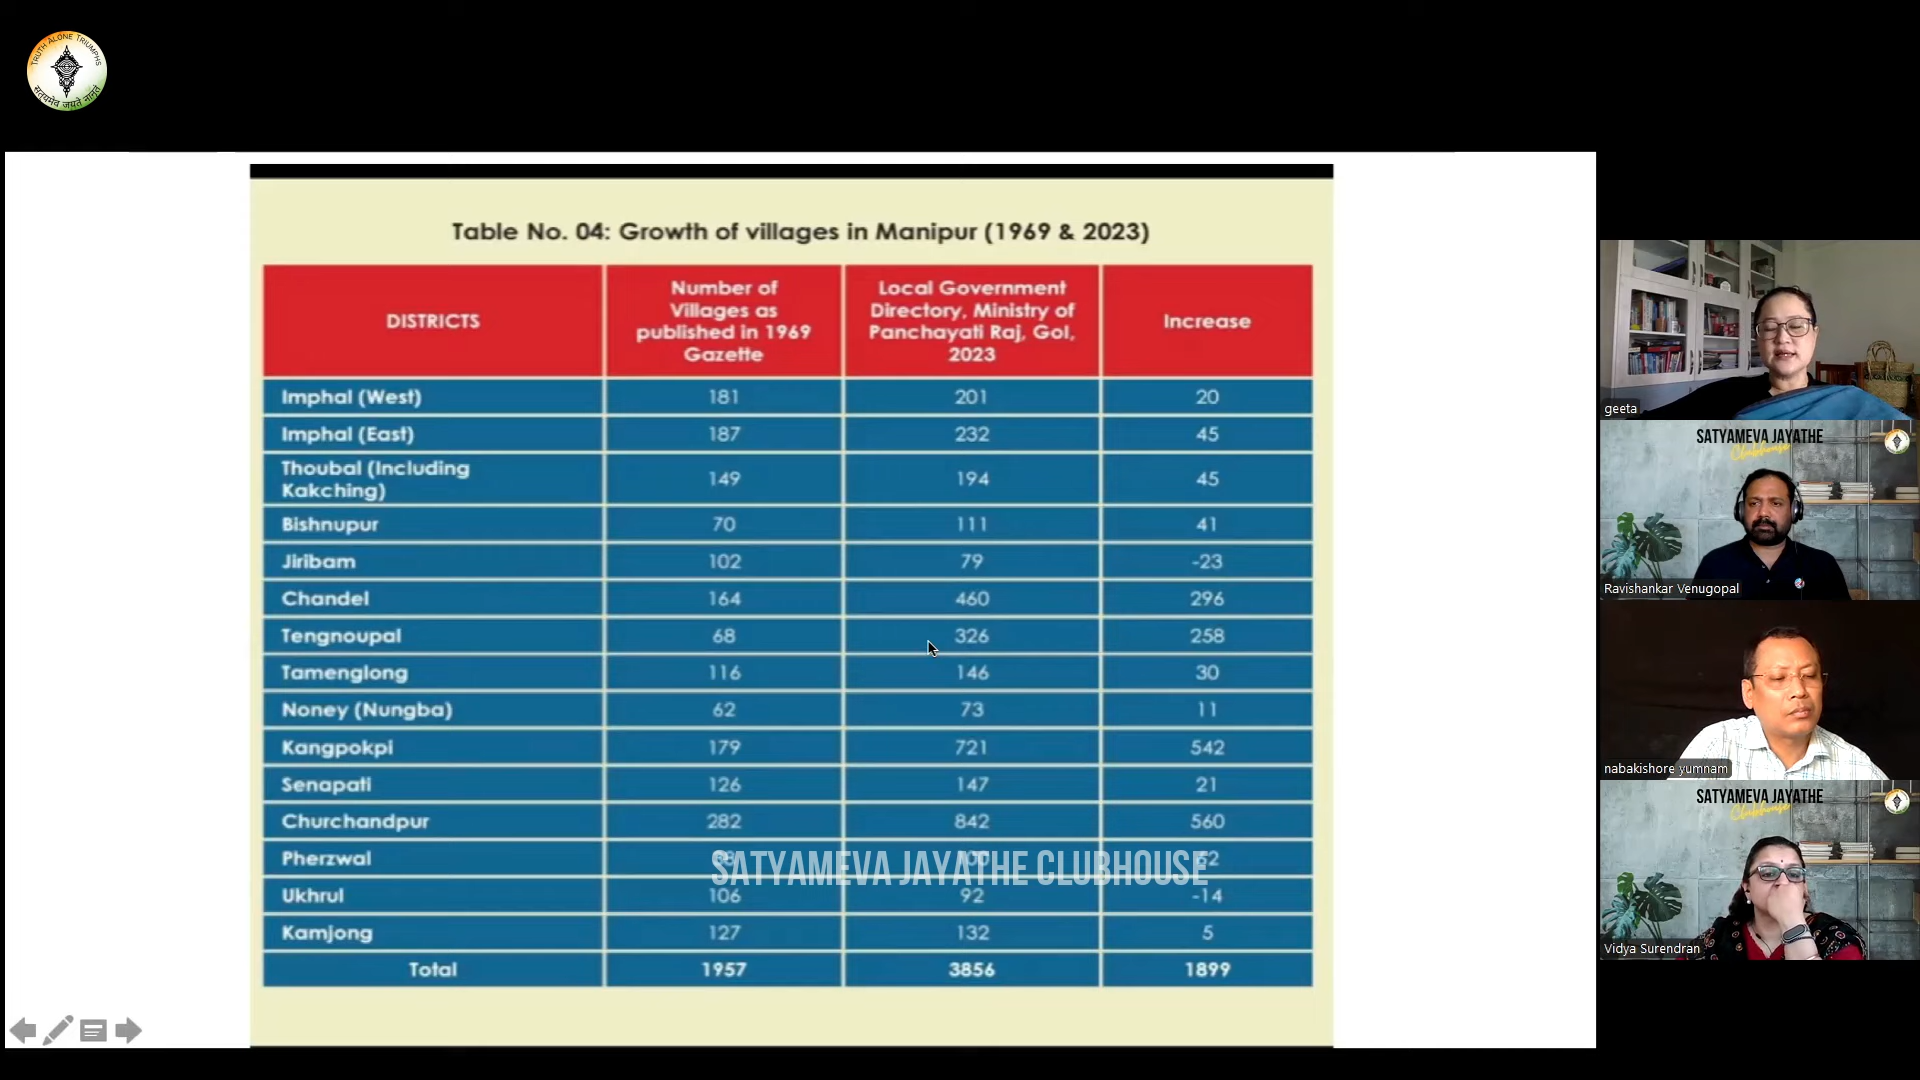 TRUTH ALONE TRIUMPHS
सत्यमेव जयते नानृतं
Table No. 04: Growth of villages in Manipur (1969 & 2023)
DISTRICTS
Number of
Villages as
published in 1969
Gazette
Local Government
Directory, Ministry of
Panchayati Raj, GoI,
2023
Increase
Imphal (West) 181 201 20
Imphal (East) 187 232 45
Thoubal (Including
Kakching) 149 194 45
Bishnupur 70 111 41
Jiribam 102 79 -23
Chandel 164 460 296
Tengnoupal 68 326 258
Tamenglong 116 146 30
Noney (Nungba) 62 73 11
Kangpokpi 179 721 542
Senapati 126 147 21
Churchandpur 282 842 560
Pherzwal
SATYAMEVA JAYATHE CLUBHOUSE
Ukhrul 106 92 -14
Kamjong 127 132 5
Total 1957 3856 1899
geeta
SATYAMEVA JAYATHE
Clubhouse
Ravishankar Venugopal
nabakishore yumnam
SATYAMEVA JAYATHE
Clubhouse
Vidya Surendran